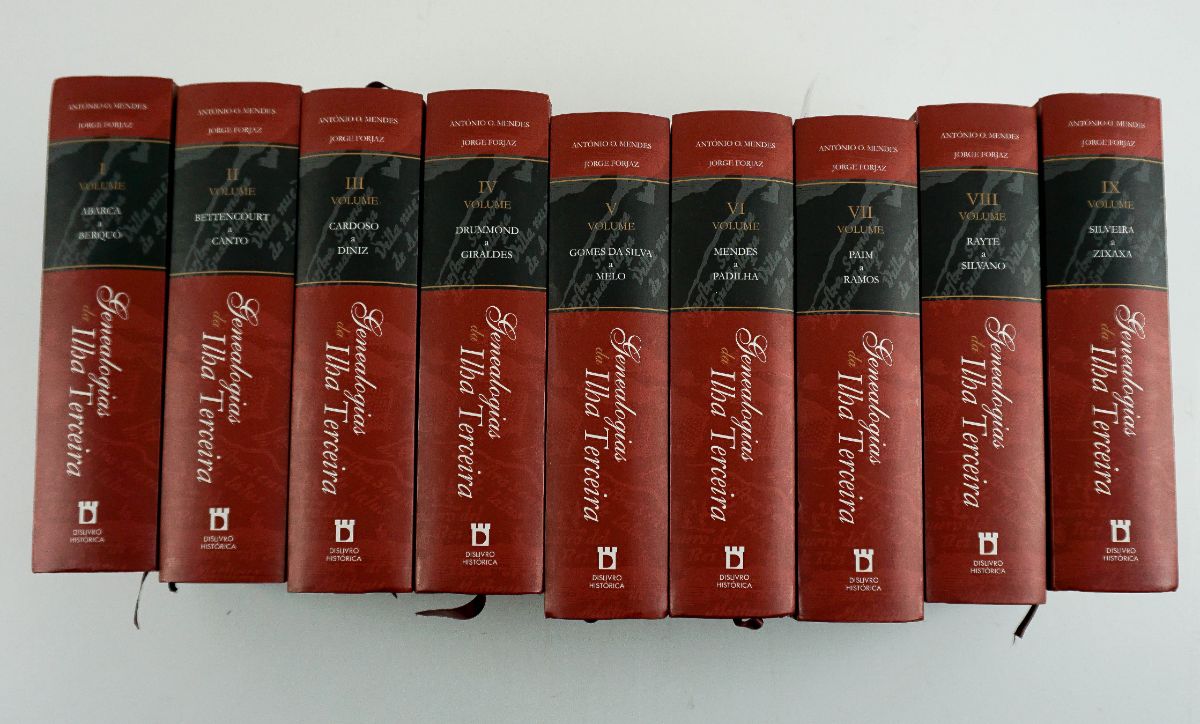 ANTÓNIO O. MENDES
JORGE FORJAZ
I
VOLUME
ABARCA
a
BERQUÓ
Genealogias
da
Ilha Terceira
DISLIVRO
HISTÓRICA
ANTÓNIO O. MENDES
JORGE FORJAZ
II
VOLUME
BETTENCOURT
a
CANTO
Genealogias
da
Ilha Terceira
DISLIVRO
HISTÓRICA
ANTÓNIO O. MENDES
JORGE FORJAZ
III
VOLUME
CARDOSO
a
DINIZ
Genealogias
da
Ilha Terceira
DISLIVRO
HISTÓRICA
ANTÓNIO O. MENDES
JORGE FORJAZ
IV
VOLUME
DRUMMOND
a
GIRALDES
Genealogias
da
Ilha Terceira
DISLIVRO
HISTÓRICA
ANTÓNIO O. MENDES
JORGE FORJAZ
V
VOLUME
GOMES DA SILVA
a
MELO
Genealogias
da
Ilha Terceira
DISLIVRO
HISTÓRICA
ANTÓNIO O. MENDES
JORGE FORJAZ
VI
VOLUME
MENDES
a
PADILHA
Genealogias
da
Ilha Terceira
DISLIVRO
HISTÓRICA
ANTÓNIO O. MENDES
JORGE FORJAZ
VII
VOLUME
PAIM
a
RAMOS
Genealogias
da
Ilha Terceira
DISLIVRO
HISTÓRICA
ANTÓNIO O. MENDES
JORGE FORJAZ
VIII
VOLUME
RAYTE
a
SILVANO
Genealogias
da
Ilha Terceira
DISLIVRO
HISTÓRICA
ANTÓNIO O. MENDES
JORGE FORJAZ
IX
VOLUME
SILVEIRA
a
ZIXAXA
Genealogias
da
Ilha Terceira
DISLIVRO
HISTÓRICA